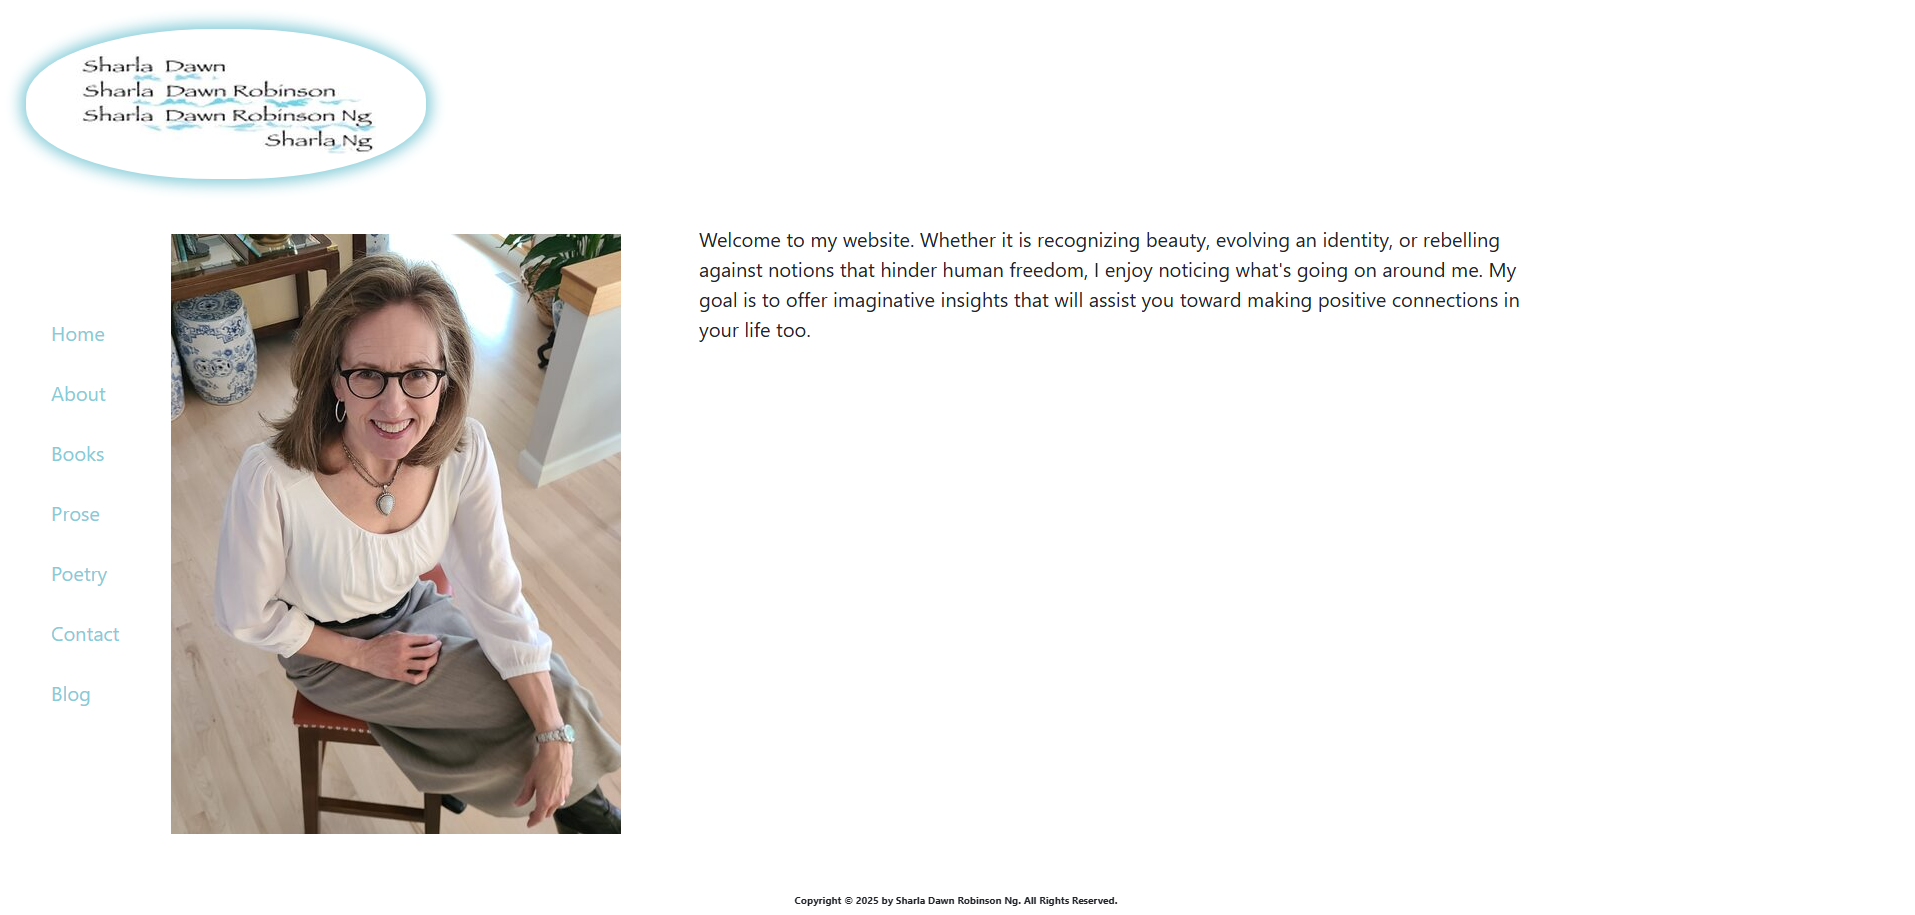 Sharla Dawn
Sharla Dawn Robinson
Sharla Dawn Robinson Ng
Sharla Ng
Home
About
Books
Prose
Poetry
Contact
Blog
Welcome to my website. Whether it is recognizing beauty, evolving an identity, or rebelling
against notions that hinder human freedom, I enjoy noticing what's going on around me. My
goal is to offer imaginative insights that will assist you toward making positive connections in
your life too.
Copyright © 2025 by Sharla Dawn Robinson Ng. All Rights Reserved.